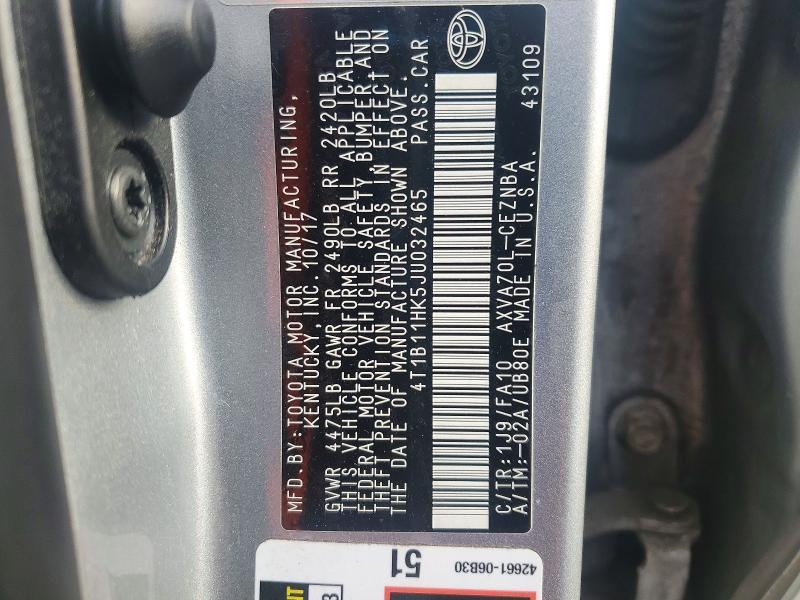 MFD.BY:TOYOTA MOTOR MANUFACTURING,
KENTUCKY, INC. 10/17
GVWR 4475LB GAWR FR 2490LB RR 2420LB
THIS VEHICLE CONFORMS TO ALL APPLICABLE
FEDERAL MOTOR VEHICLE SAFETY, BUMPER,AND
THEFT PREVENTION STANDARDS IN EFFECT ON
THE DATE OF MANUFACTURE SHOWN ABOVE.
4T1B11HK5JU032465 PASS.CAR
C/TR:1J9/FA10 AXVA70L-CEZNBA
A/TM:-02A/UB80E MADE IN U.S.A. 43109
51
42661-06B30